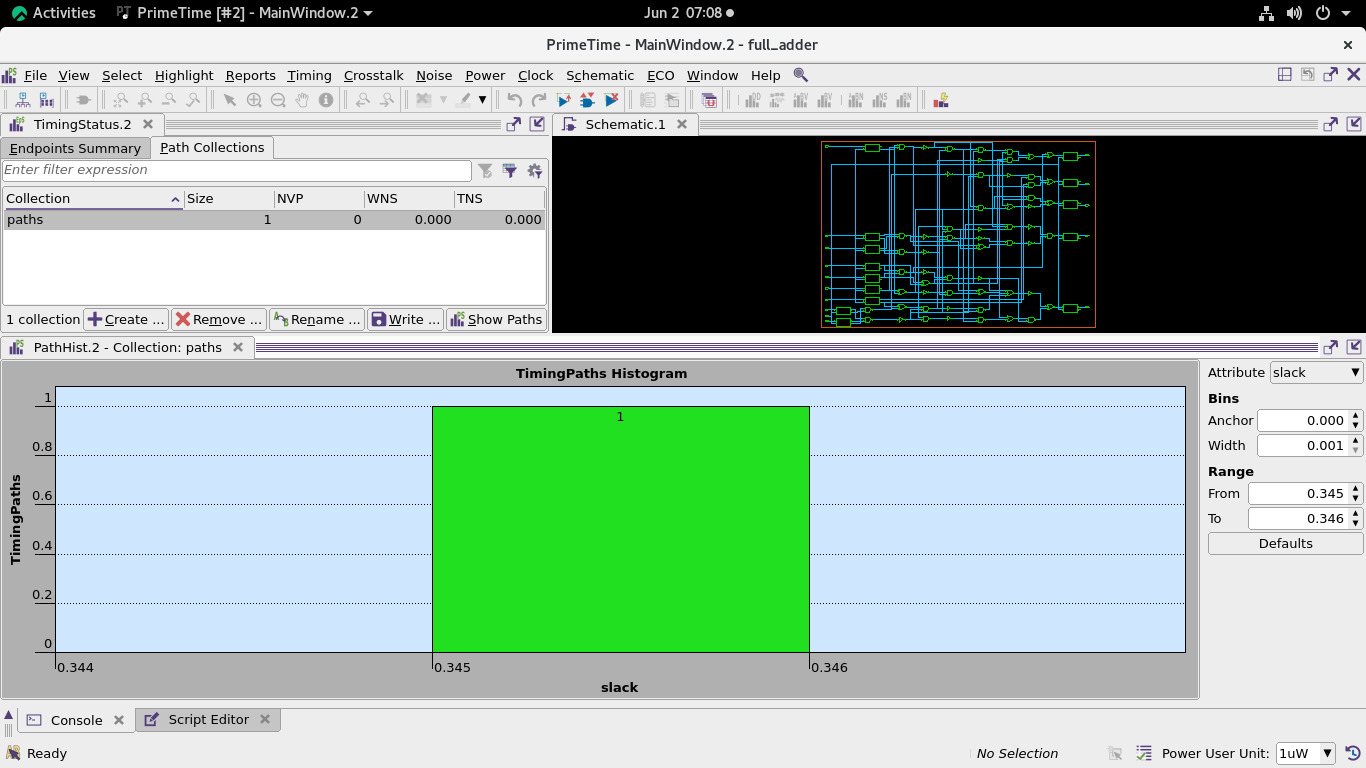 Activities PrimeTime [#2] - MainWindow.2 Jun 2 07:08
PrimeTime - MainWindow.2 - full_adder
File View Select Highlight Reports Timing Crosstalk Noise Power Clock Schematic ECO Window Help
TimingStatus.2
Schematic.1
Endpoints Summary Path Collections
Enter filter expression
Collection Size NVP WNS TNS
paths 1 0 0.000 0.000
1 collection Create ... Remove... Rename ... Write ... Show Paths
PathHist.2 - Collection: paths
TimingPaths Histogram
1
0.8
0.6
0.4
0.2
0
TimingPaths
1
0.344 0.345 0.346
slack
Attribute slack
Bins
Anchor 0.000
Width 0.001
Range
From 0.345
To 0.346
Defaults
Console Script Editor
Ready No Selection Power User Unit: 1uW